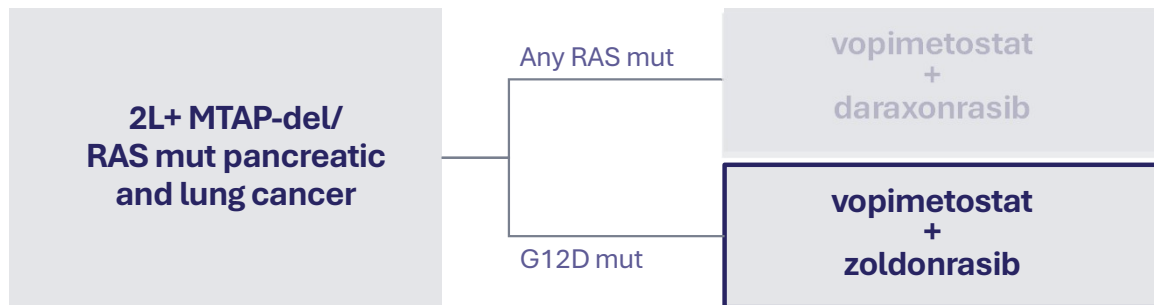 2L+ MTAP-del/
RAS mut pancreatic
and lung cancer
Any RAS mut
G12D mut
vopimetostat
+
daraxonrasib
vopimetostat
+
zoldonrasib